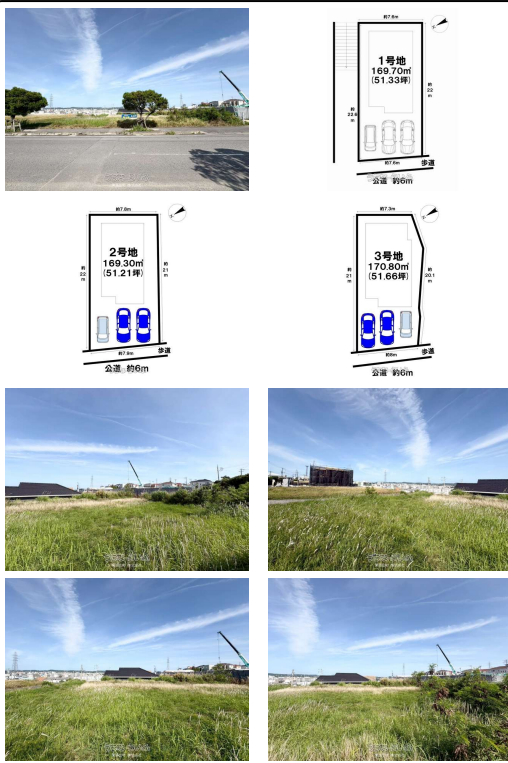 約7.6m
1号地
169.70㎡
(51.33坪)
約22m
約22.6m
約7.6m
歩道
公道 約6m
約7.8m
2号地
169.30㎡
(51.21坪)
約22m
約21m
約7.9m
歩道
公道 約6m
約7.3m
3号地
170.80㎡
(51.66坪)
約21m
約20.1m
約8m
歩道
公道 約6m